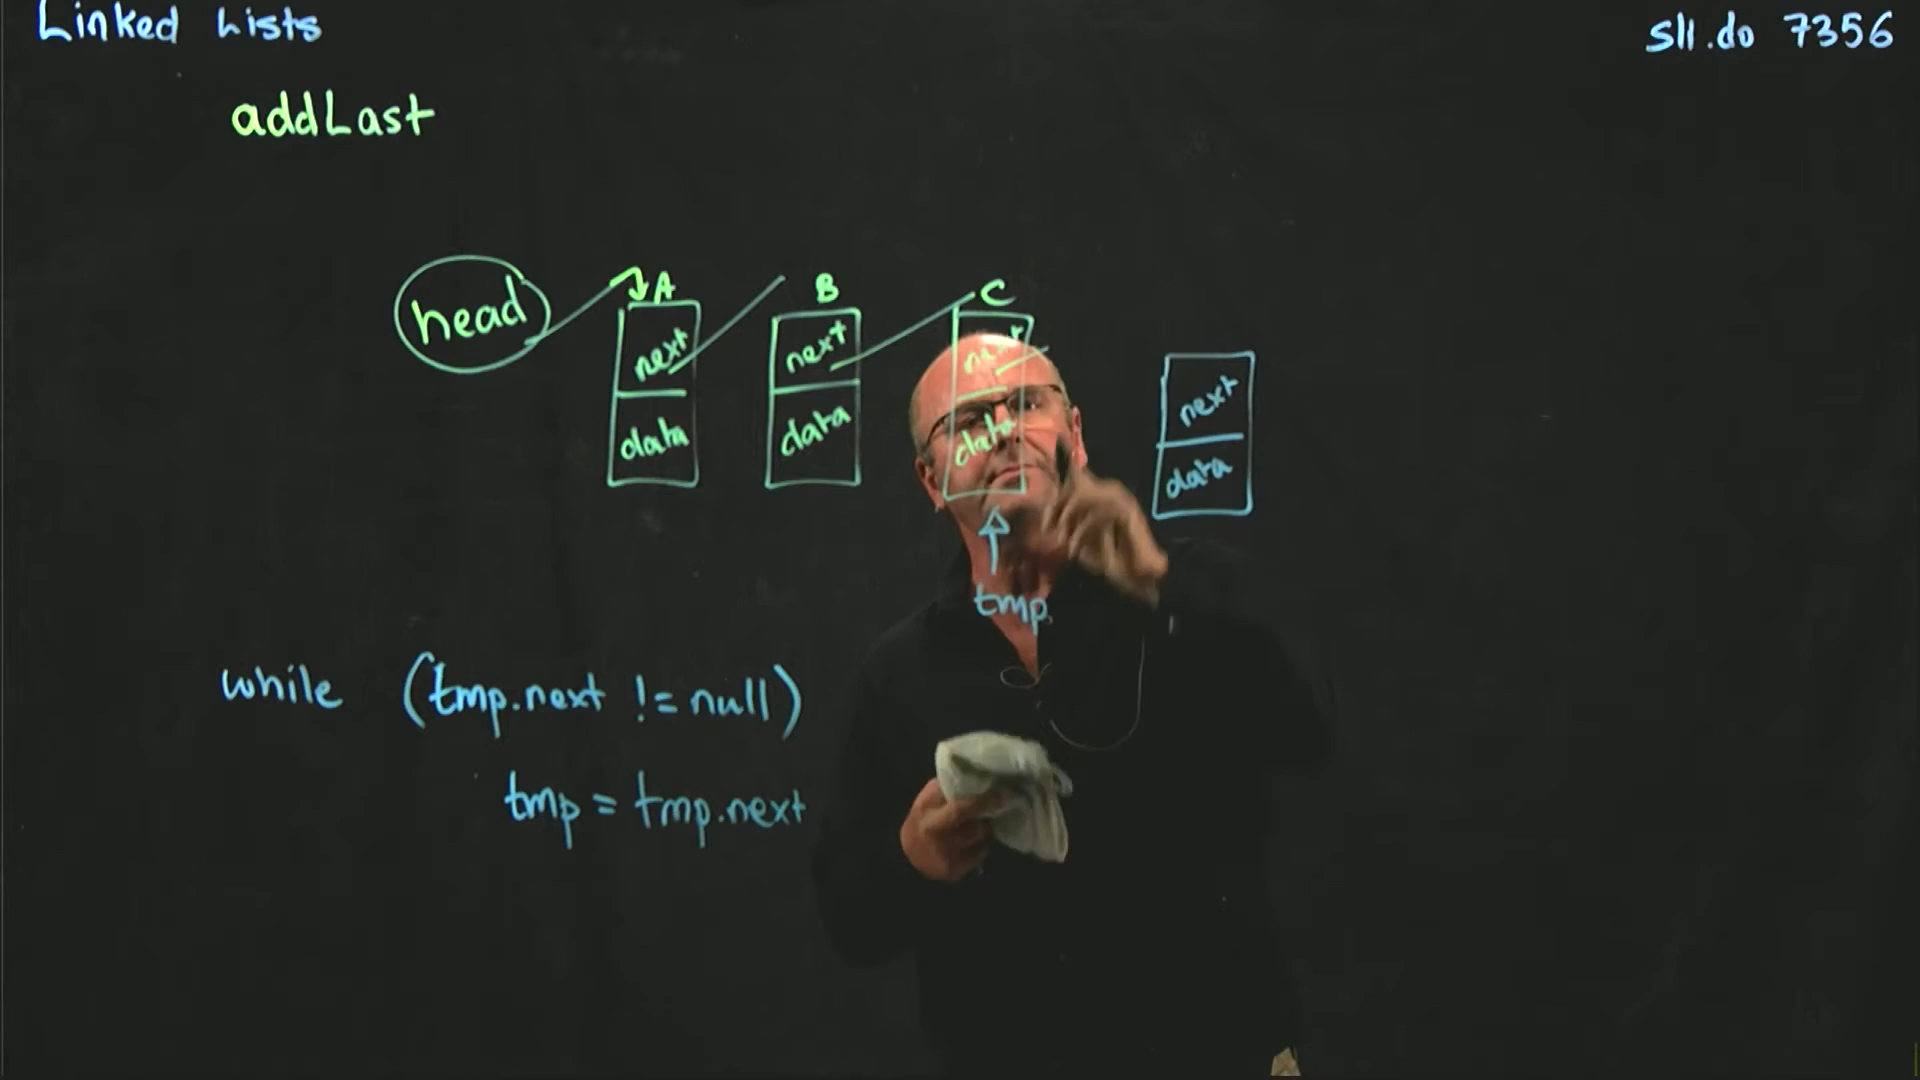 Linked Lists
sli.do 7356
addLast
head
A
B
C
next
next
next
next
data
data
data
data
tmp
while (tmp.next != null)
tmp = tmp.next